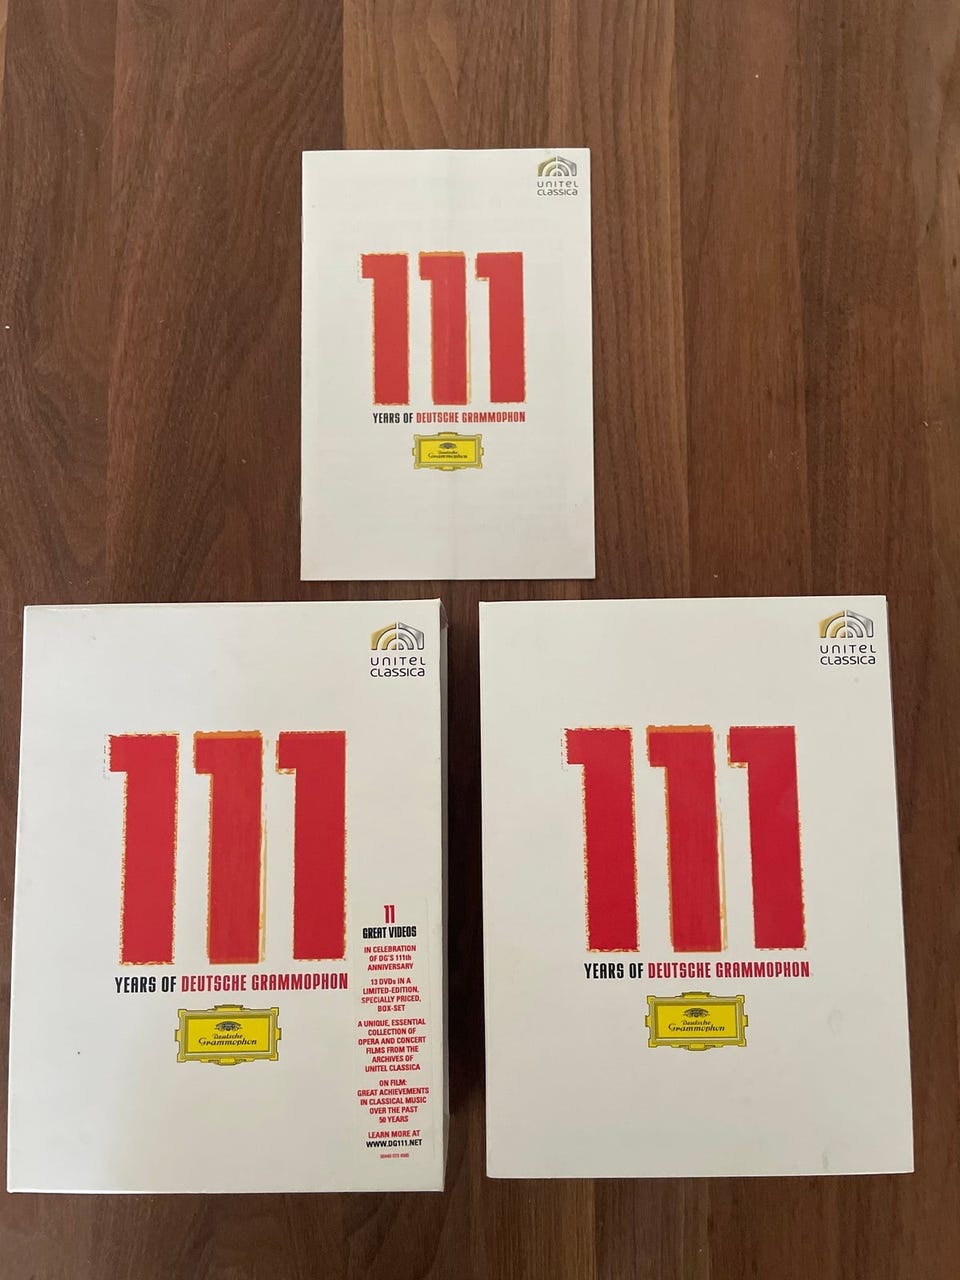 UNITEL
CLASSICA
111
YEARS OF DEUTSCHE GRAMMOPHON
Deutsche
Grammophon
UNITEL
CLASSICA
111
YEARS OF DEUTSCHE GRAMMOPHON
Deutsche
Grammophon
11
GREAT VIDEOS
IN CELEBRATION
OF DG'S 111th
ANNIVERSARY
13 DVDs IN A
LIMITED-EDITION,
SPECIALLY PRICED,
BOX-SET
A UNIQUE, ESSENTIAL
COLLECTION OF
OPERA AND CONCERT
FILMS FROM THE
ARCHIVES OF
UNITEL CLASSICA
ON FILM:
GREAT ACHIEVEMENTS
IN CLASSICAL MUSIC
OVER THE PAST
50 YEARS
LEARN MORE AT
WWW.DG111.NET
UNITEL
CLASSICA
111
YEARS OF DEUTSCHE GRAMMOPHON
Deutsche
Grammophon